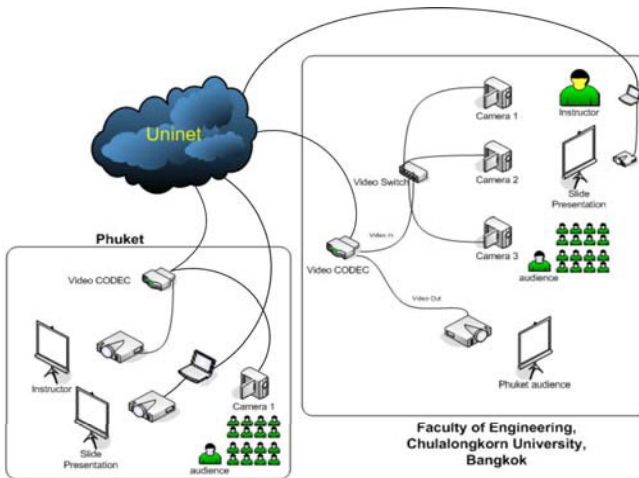 Uninet
Camera 1
Instructor
Video Switch
Camera 2
Slide
Presentation
Video In
Camera 3
audience
Video CODEC
Video Out
Phuket audience
Faculty of Engineering,
Chulalongkorn University,
Bangkok
Phuket
Video CODEC
Instructor
Camera 1
Slide
Presentation
audience